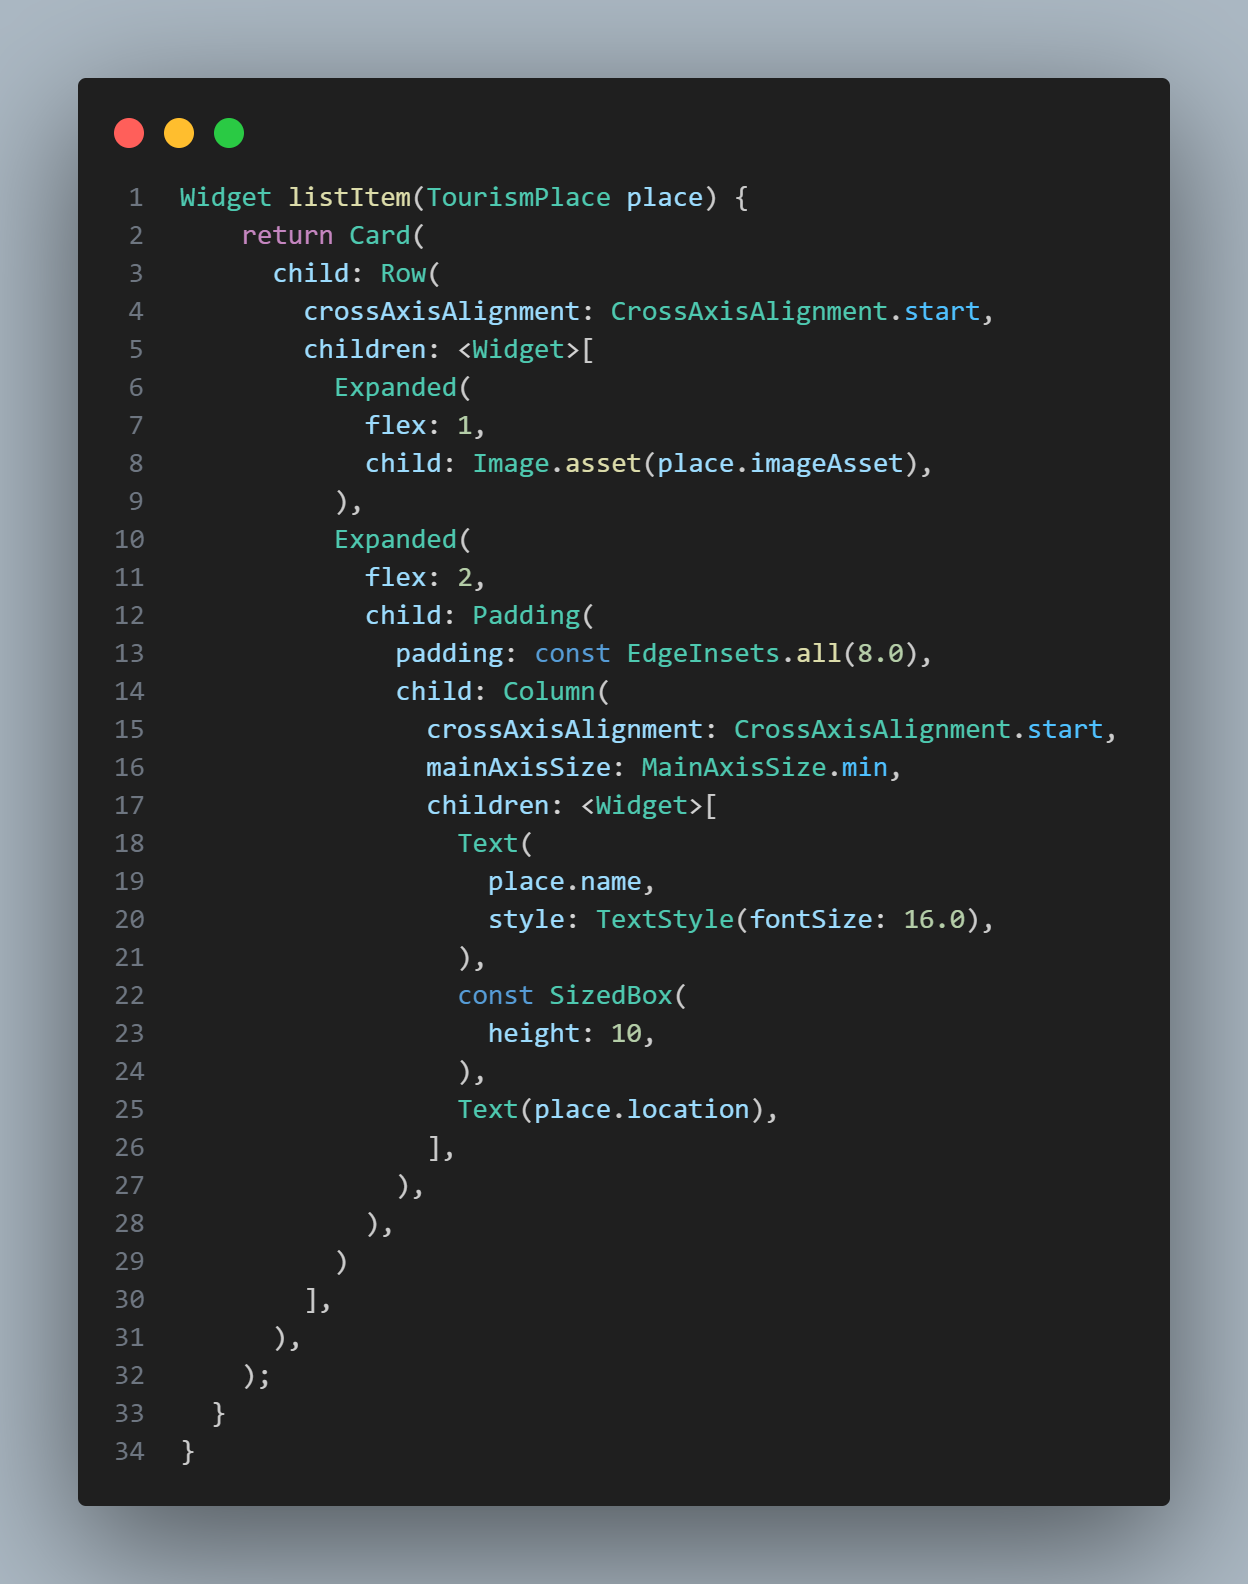 1 Widget listItem(TourismPlace place) {
2     return Card(
3       child: Row(
4         crossAxisAlignment: CrossAxisAlignment.start,
5         children: <Widget>[
6           Expanded(
7             flex: 1,
8             child: Image.asset(place.imageAsset),
9           ),
10           Expanded(
11             flex: 2,
12             child: Padding(
13               padding: const EdgeInsets.all(8.0),
14               child: Column(
15                 crossAxisAlignment: CrossAxisAlignment.start,
16                 mainAxisSize: MainAxisSize.min,
17                 children: <Widget>[
18                   Text(
19                     place.name,
20                     style: TextStyle(fontSize: 16.0),
21                   ),
22                   const SizedBox(
23                     height: 10,
24                   ),
25                   Text(place.location),
26                 ],
27               ),
28             ),
29           )
30         ],
31       ),
32     );
33   }
34 }